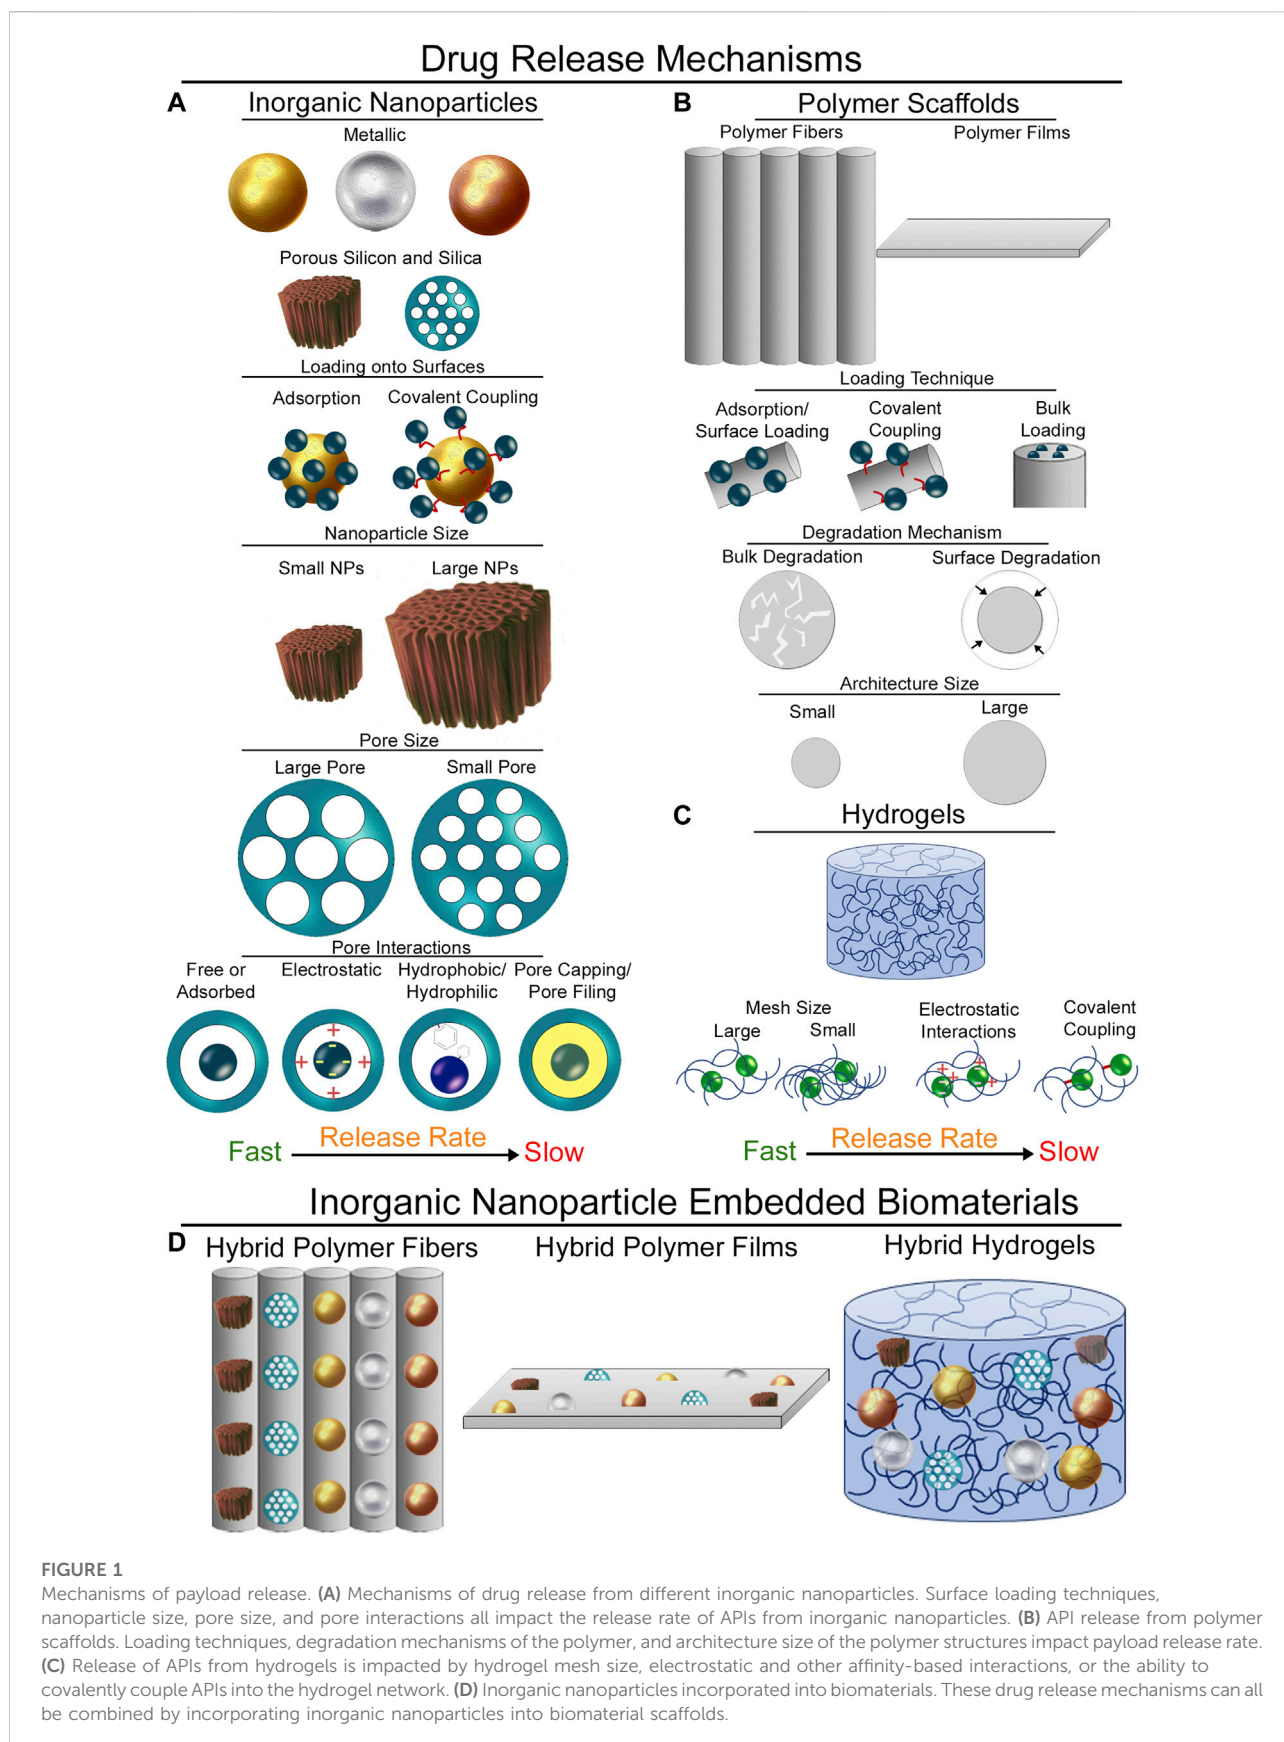 Drug Release Mechanisms
A
Inorganic Nanoparticles
Metallic
Porous Silicon and Silica
Loading onto Surfaces
Adsorption
Covalent Coupling
Nanoparticle Size
Small NPs
Large NPs
Pore Size
Large Pore
Small Pore
Pore Interactions
Free or
Adsorbed
Electrostatic
Hydrophobic/
Hydrophilic
Pore Capping/
Pore Filing
+
+ − − +
+
Fast
Release Rate
Slow
B
Polymer Scaffolds
Polymer Fibers
Polymer Films
Loading Technique
Adsorption/
Surface Loading
Covalent
Coupling
Bulk
Loading
Degradation Mechanism
Bulk Degradation
Surface Degradation
Architecture Size
Small
Large
C
Hydrogels
Mesh Size
Large
Small
Electrostatic
Interactions
Covalent
Coupling
Fast
Release Rate
Slow
Inorganic Nanoparticle Embedded Biomaterials
D
Hybrid Polymer Fibers
Hybrid Polymer Films
Hybrid Hydrogels
FIGURE 1
Mechanisms of payload release. (A) Mechanisms of drug release from different inorganic nanoparticles. Surface loading techniques,
nanoparticle size, pore size, and pore interactions all impact the release rate of APIs from inorganic nanoparticles. (B) API release from polymer
scaffolds. Loading techniques, degradation mechanisms of the polymer, and architecture size of the polymer structures impact payload release rate.
(C) Release of APIs from hydrogels is impacted by hydrogel mesh size, electrostatic and other affinity-based interactions, or the ability to
covalently couple APIs into the hydrogel network. (D) Inorganic nanoparticles incorporated into biomaterials. These drug release mechanisms can all
be combined by incorporating inorganic nanoparticles into biomaterial scaffolds.